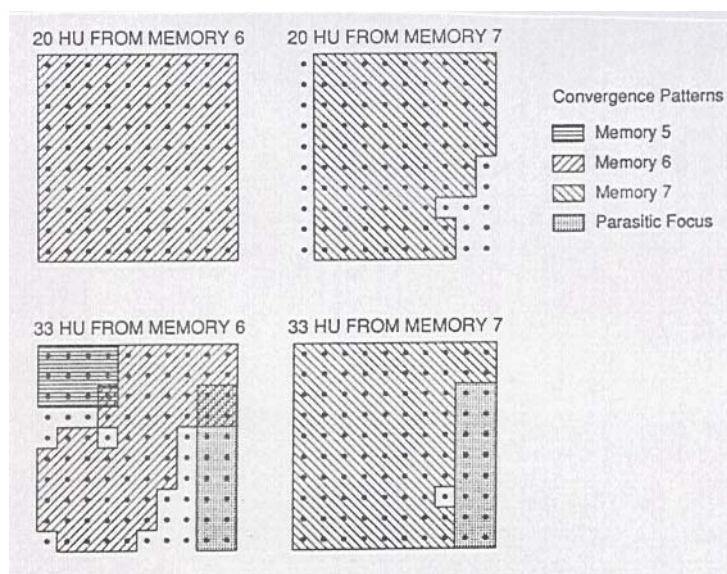 20 HU FROM MEMORY 6
20 HU FROM MEMORY 7
Convergence Patterns
Memory 5
Memory 6
Memory 7
Parasitic Focus
33 HU FROM MEMORY 6
33 HU FROM MEMORY 7